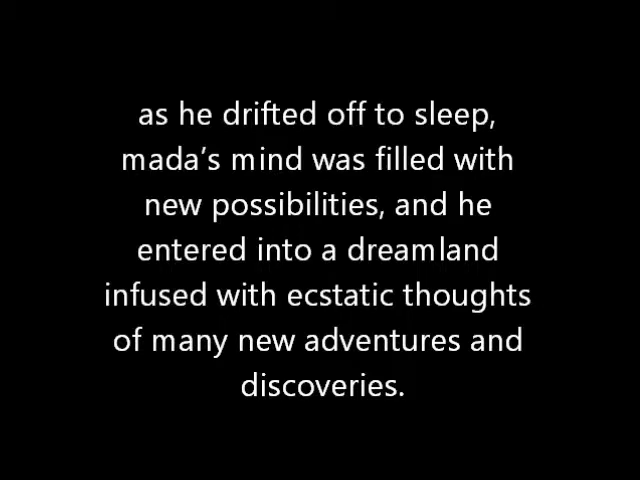 as he drifted off to sleep,
mada’s mind was filled with
new possibilities, and he
entered into a dreamland
infused with ecstatic thoughts
of many new adventures and
discoveries.